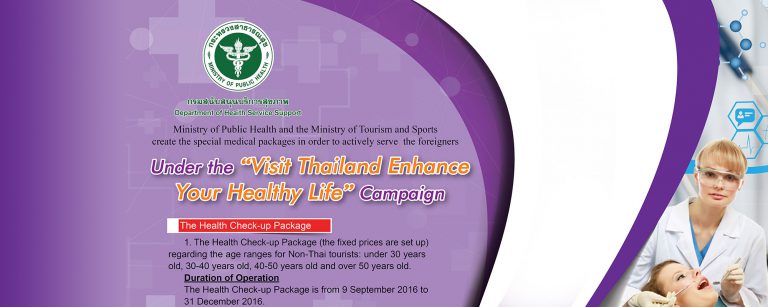 กระทรวงสาธารณสุข
MINISTRY OF PUBLIC HEALTH
กรมสนับสนุนบริการสุขภาพ
Department of Health Service Support
Ministry of Public Health and the Ministry of Tourism and Sports
create the special medical packages in order to actively serve the foreigners
Under the “Visit Thailand Enhance
Your Healthy Life” Campaign
The Health Check-up Package
1. The Health Check-up Package (the fixed prices are set up)
regarding the age ranges for Non-Thai tourists: under 30 years
old, 30-40 years old, 40-50 years old and over 50 years old.
Duration of Operation
The Health Check-up Package is from 9 September 2016 to
31 December 2016.